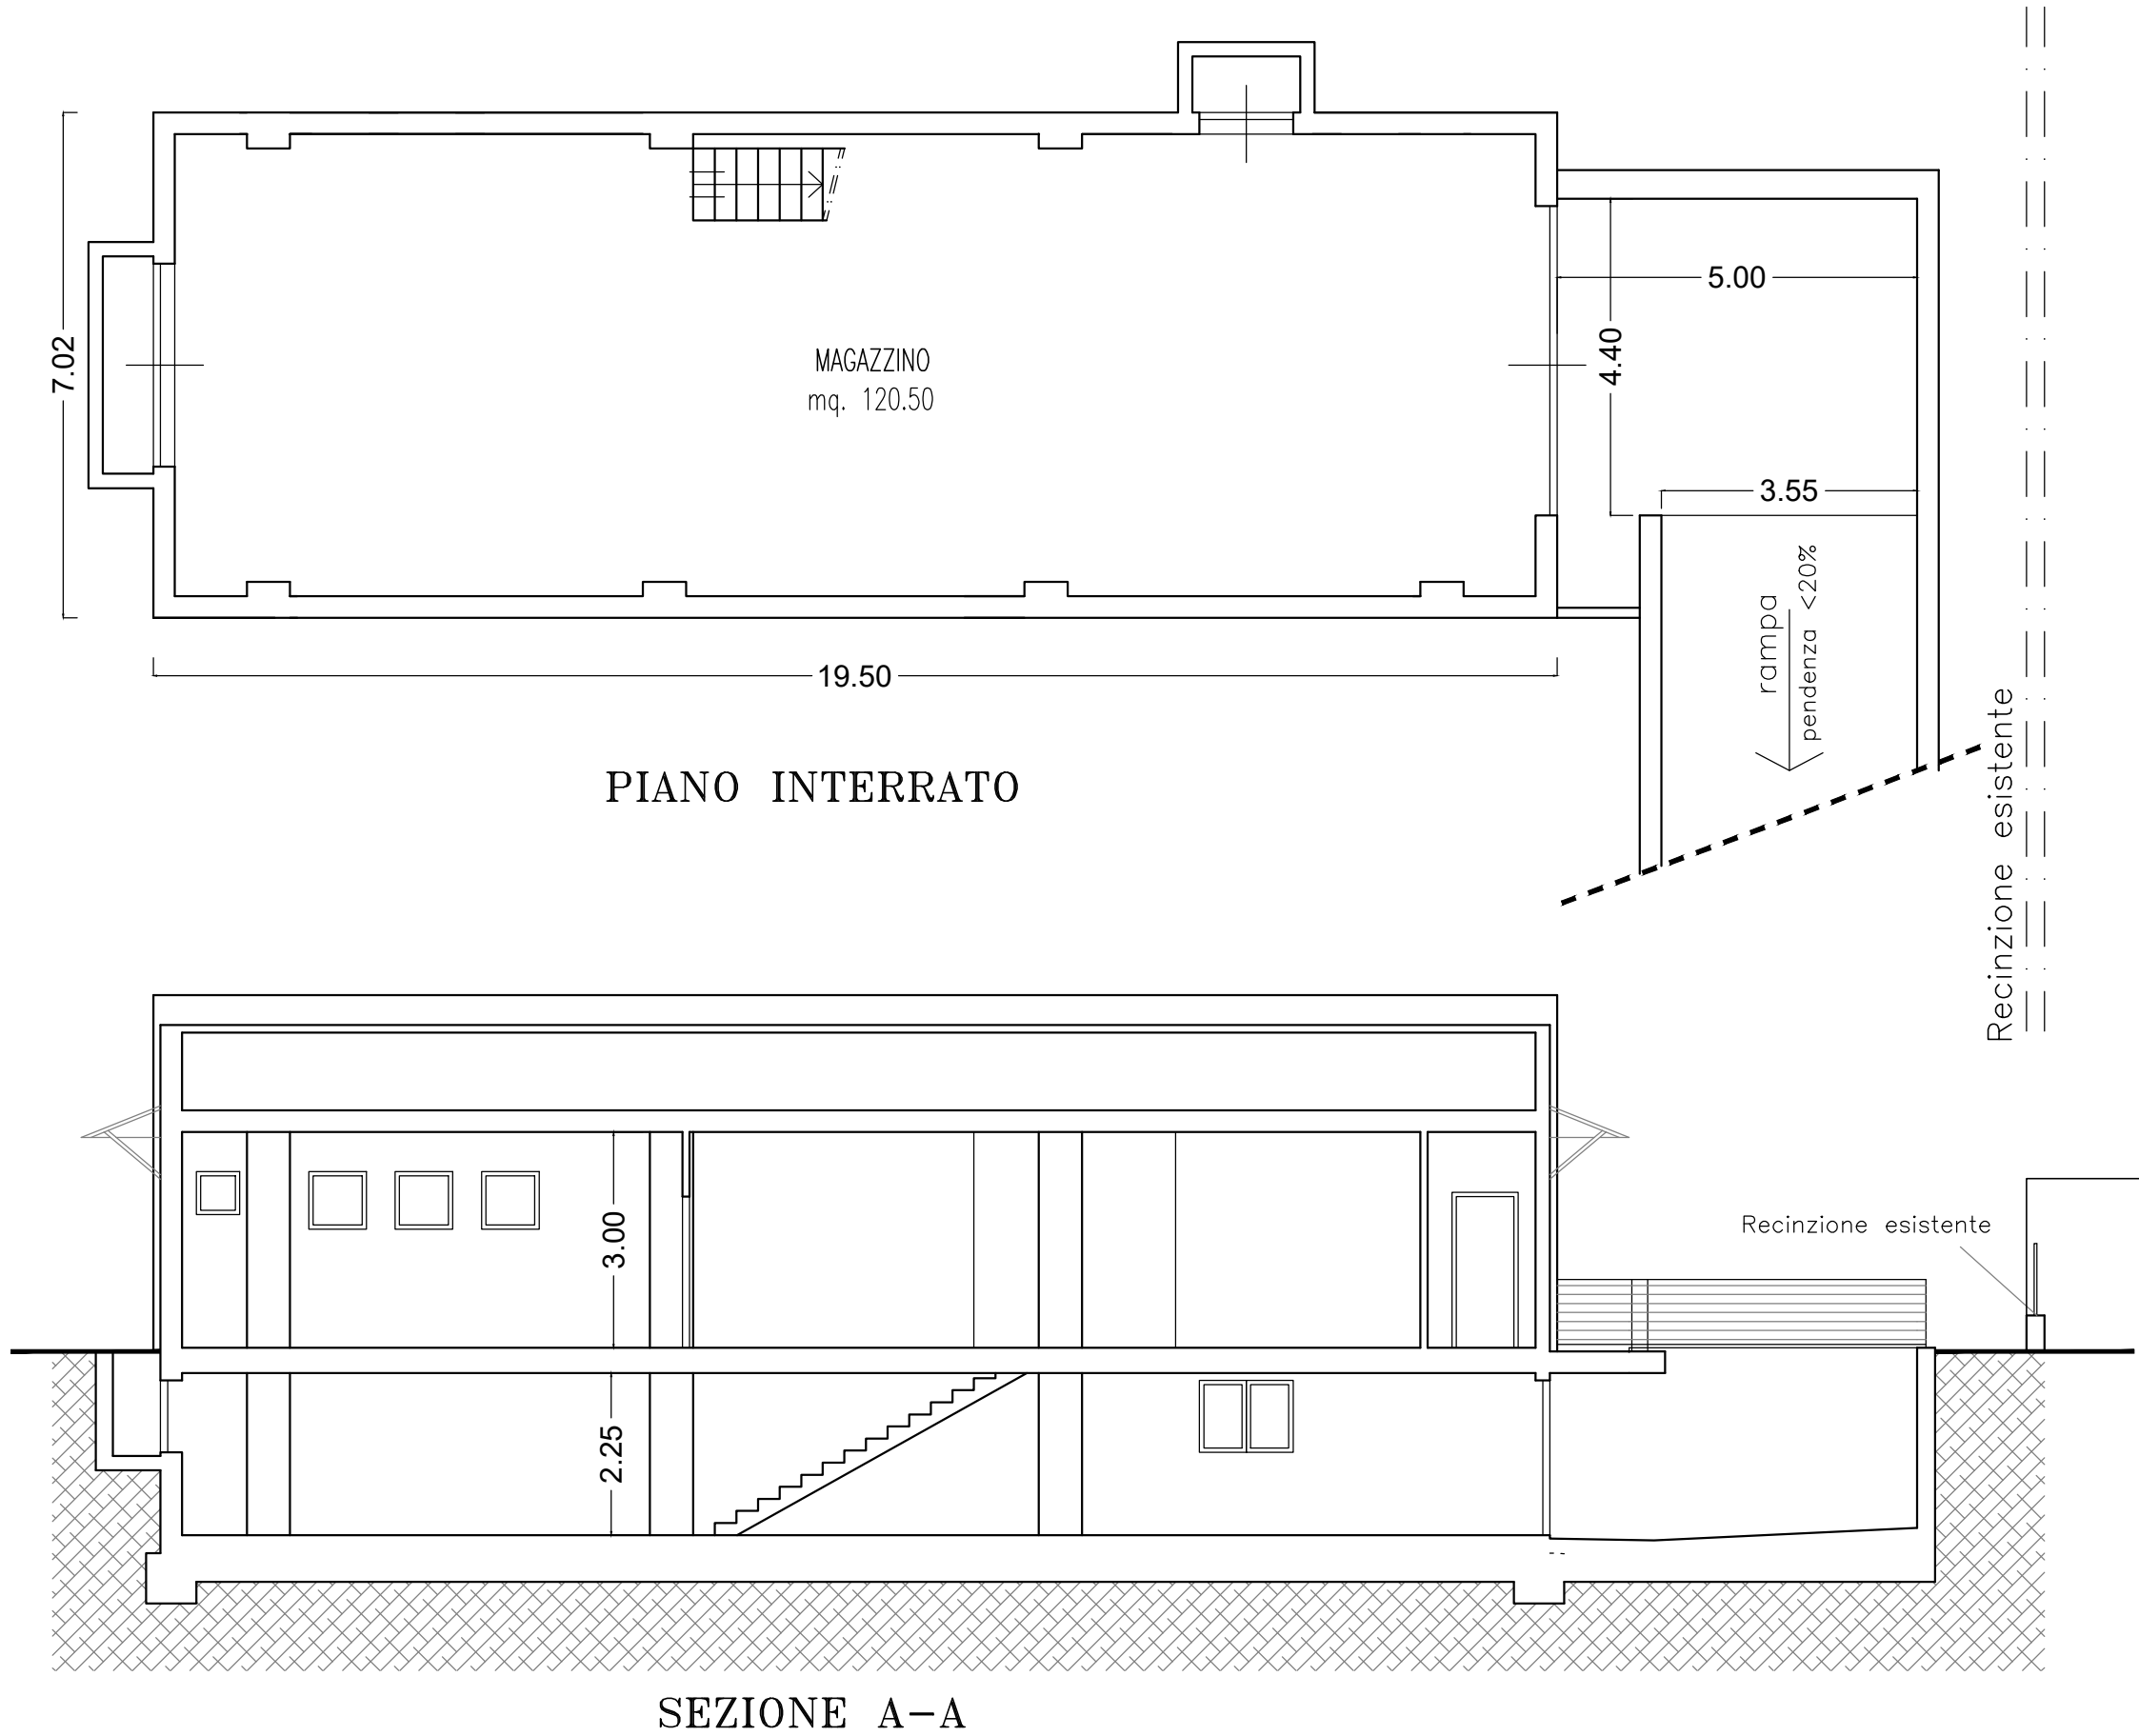 5.00
7.02
4.40
MAGAZZINO
mq. 120.50
3.55
rampa
pendenza <20%
19.50
PIANO INTERRATO
Recinzione esistente
3.00
Recinzione esistente
2.25
SEZIONE A-A